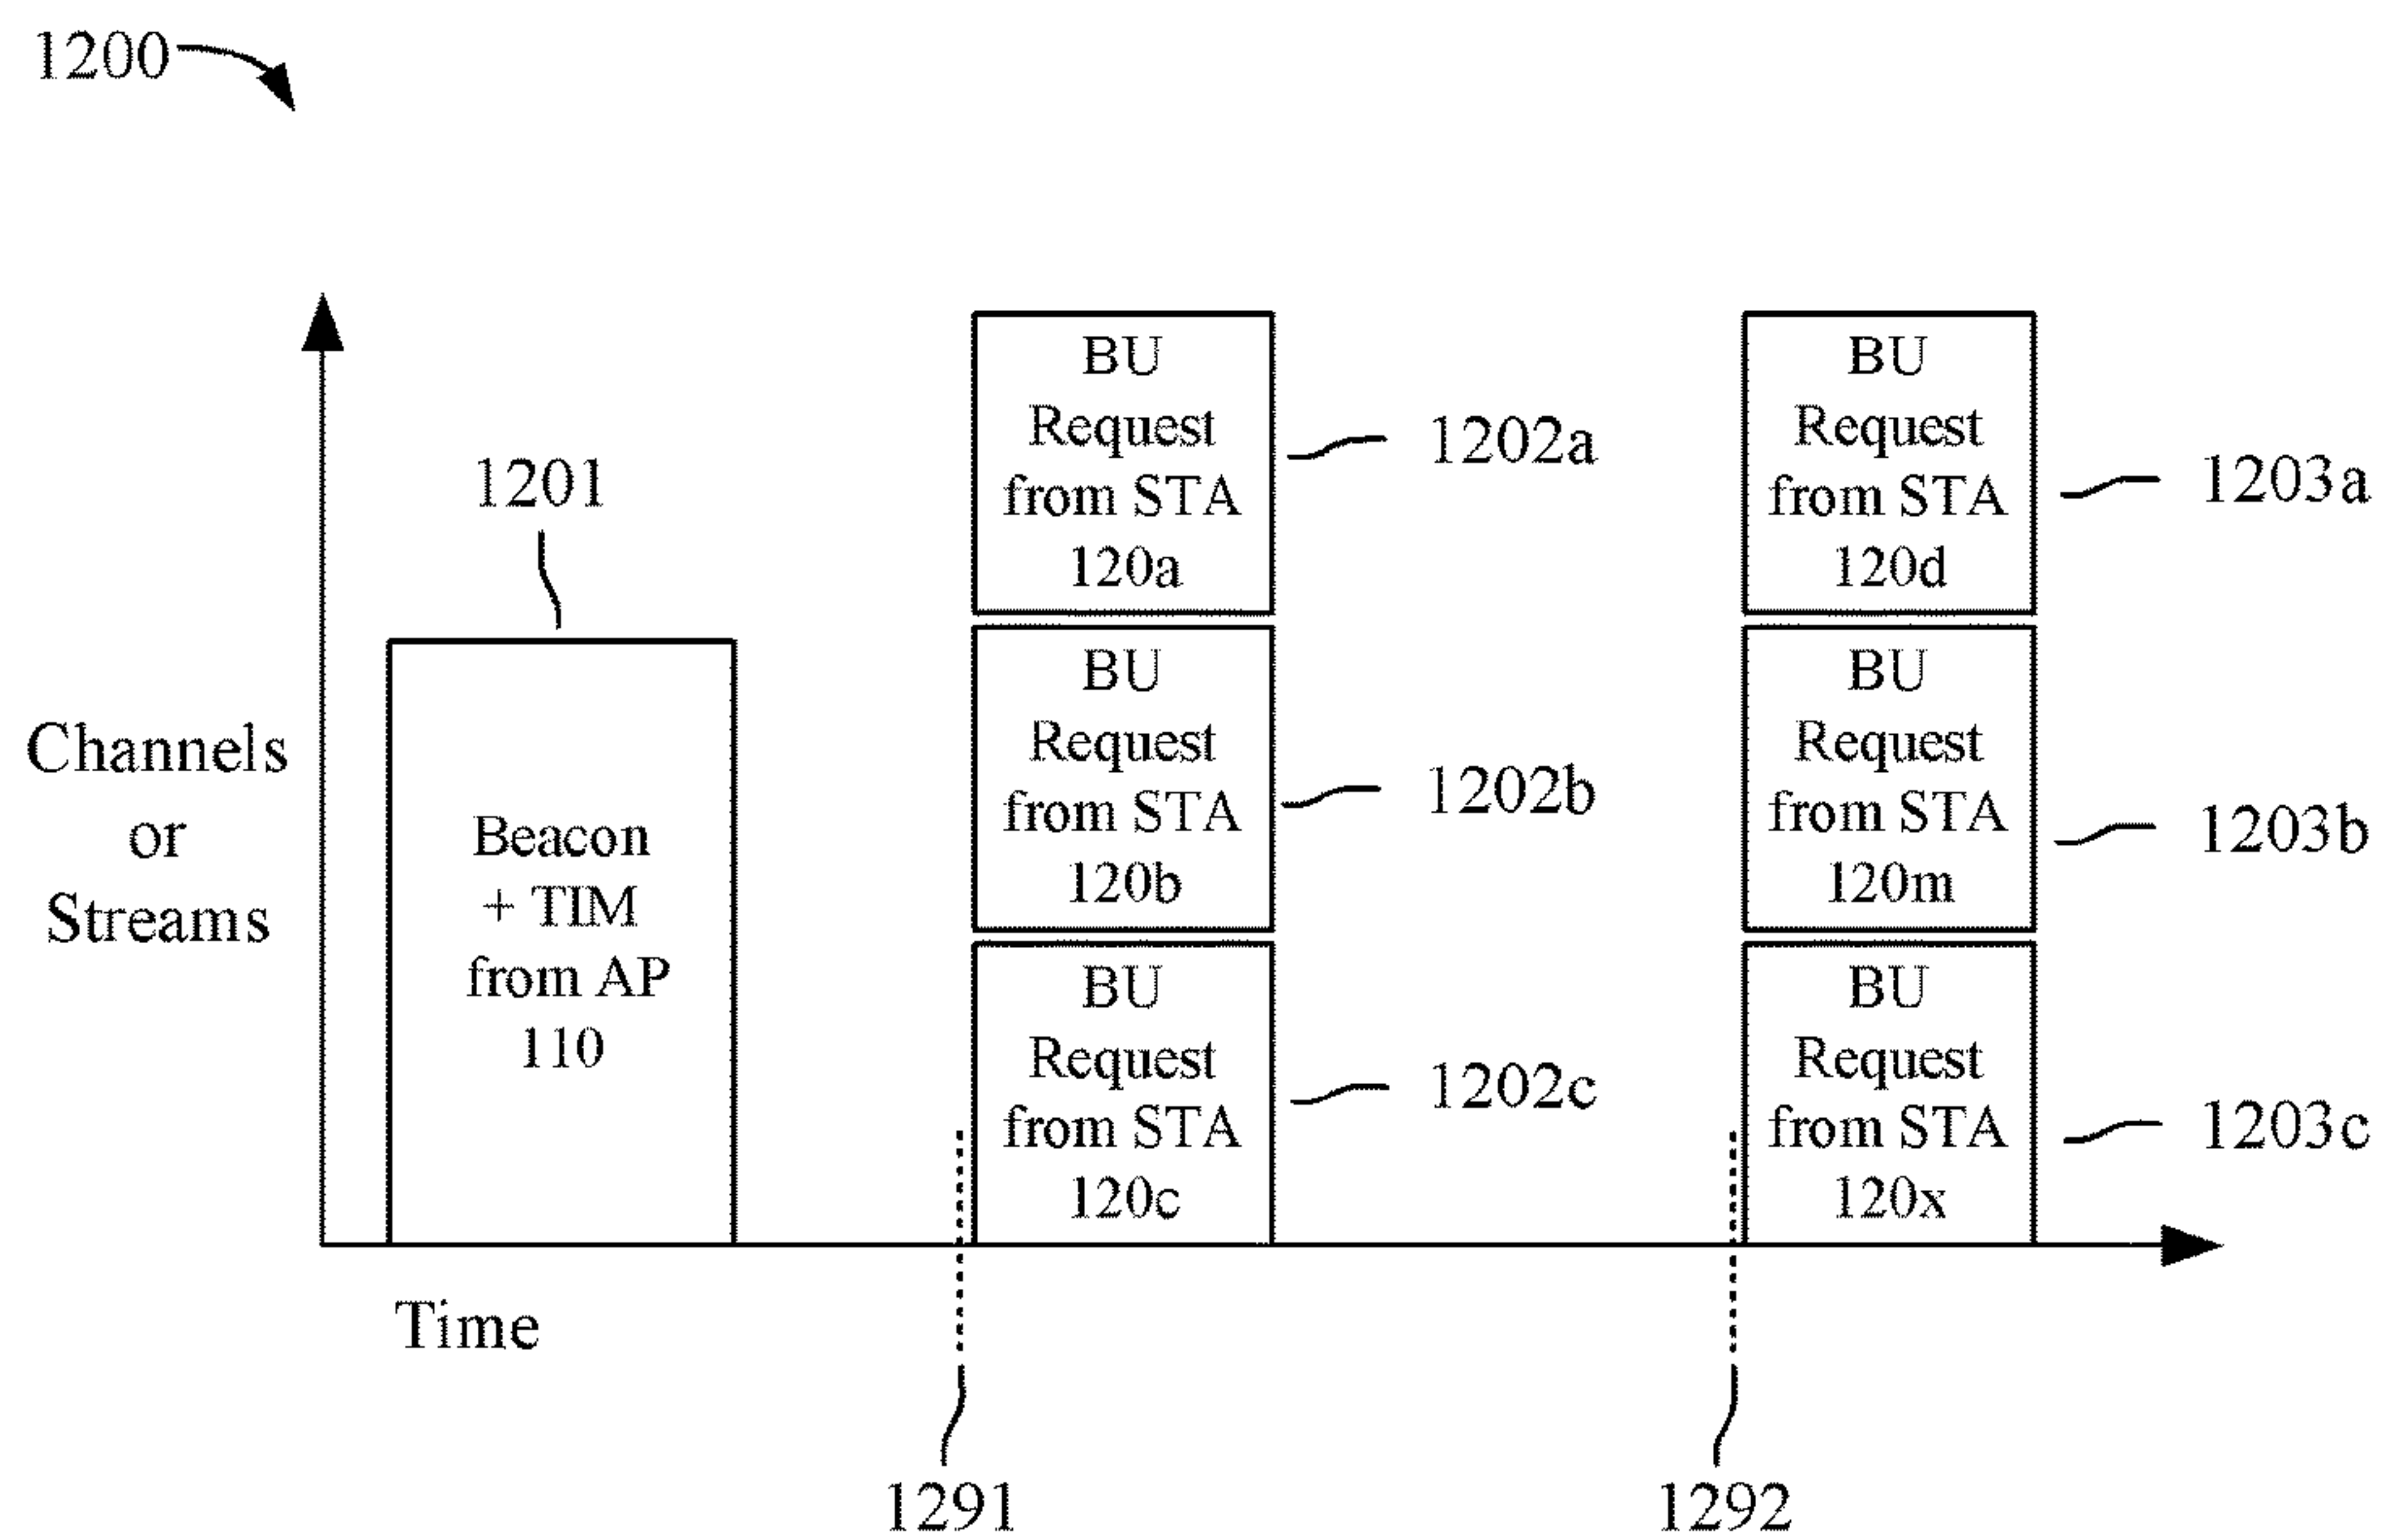 1200
1201
Channels
or
Streams
Beacon
+ TIM
from AP
110
BU
Request
from STA
120a
1202a
BU
Request
from STA
120b
1202b
BU
Request
from STA
120c
1202c
BU
Request
from STA
120d
1203a
BU
Request
from STA
120m
1203b
BU
Request
from STA
120x
1203c
Time
1291
1292